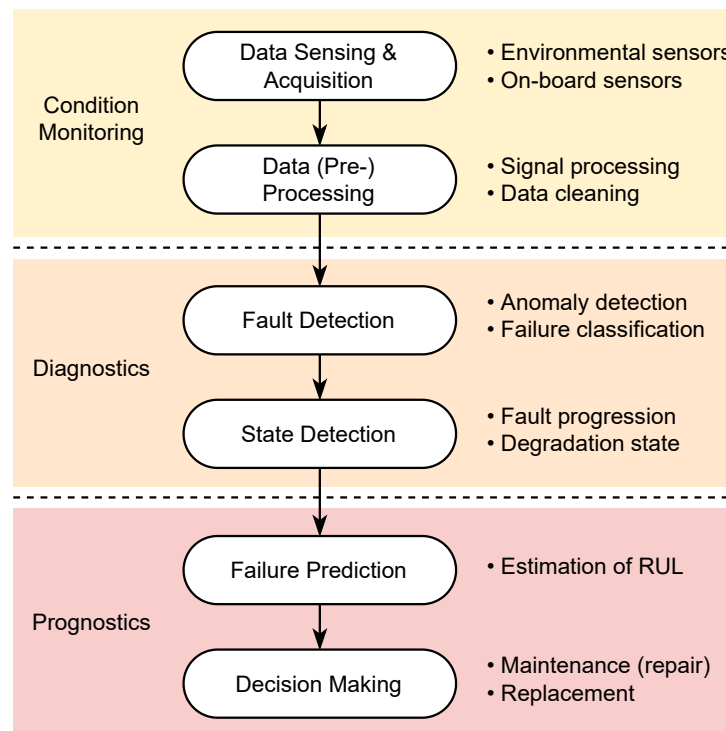 Data Sensing &
Acquisition
• Environmental sensors
• On-board sensors
Condition
Monitoring
Data (Pre-)
Processing
• Signal processing
• Data cleaning
Fault Detection
• Anomaly detection
• Failure classification
Diagnostics
State Detection
• Fault progression
• Degradation state
Failure Prediction
• Estimation of RUL
Prognostics
Decision Making
• Maintenance (repair)
• Replacement